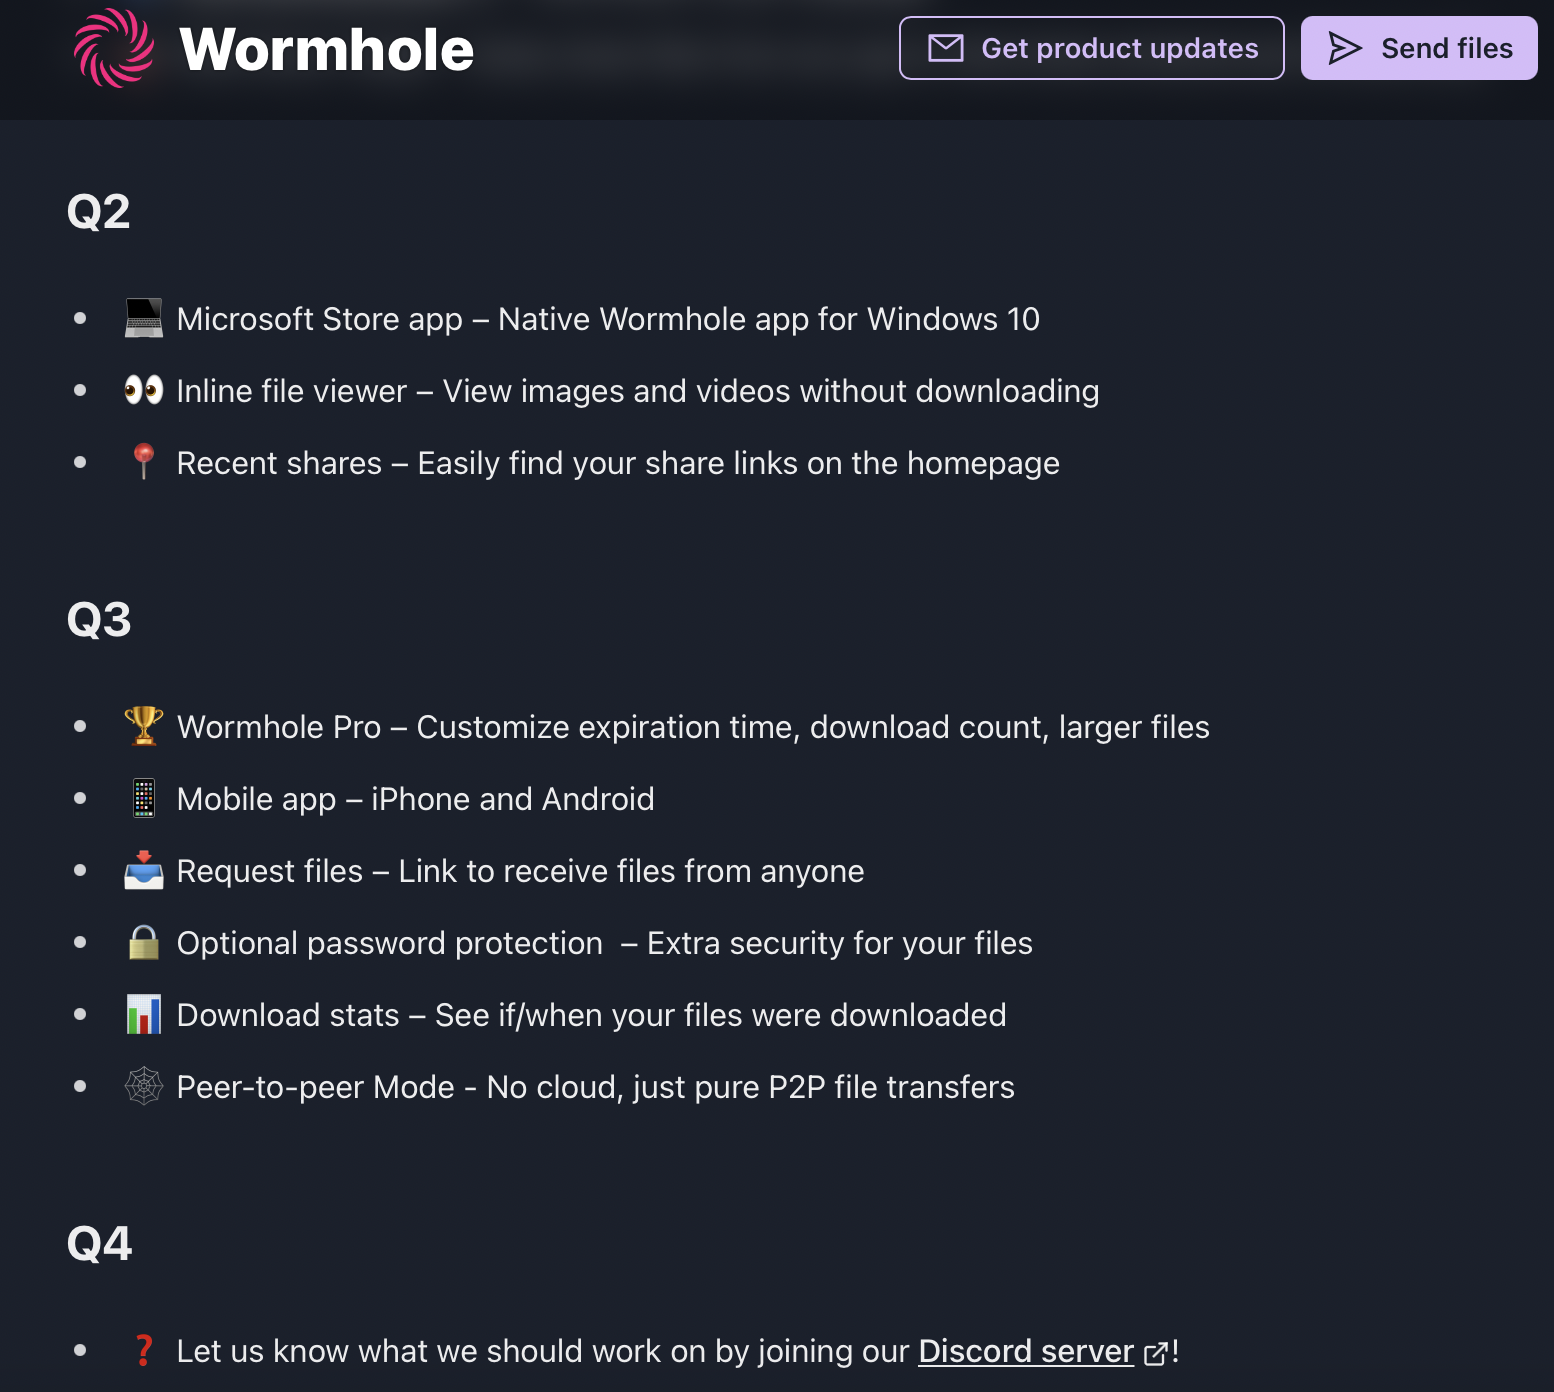 Wormhole
Get product updates
Send files
Q2
Microsoft Store app – Native Wormhole app for Windows 10
Inline file viewer – View images and videos without downloading
Recent shares – Easily find your share links on the homepage
Q3
Wormhole Pro – Customize expiration time, download count, larger files
Mobile app – iPhone and Android
Request files – Link to receive files from anyone
Optional password protection  – Extra security for your files
Download stats – See if/when your files were downloaded
Peer-to-peer Mode - No cloud, just pure P2P file transfers
Q4
Let us know what we should work on by joining our Discord server!